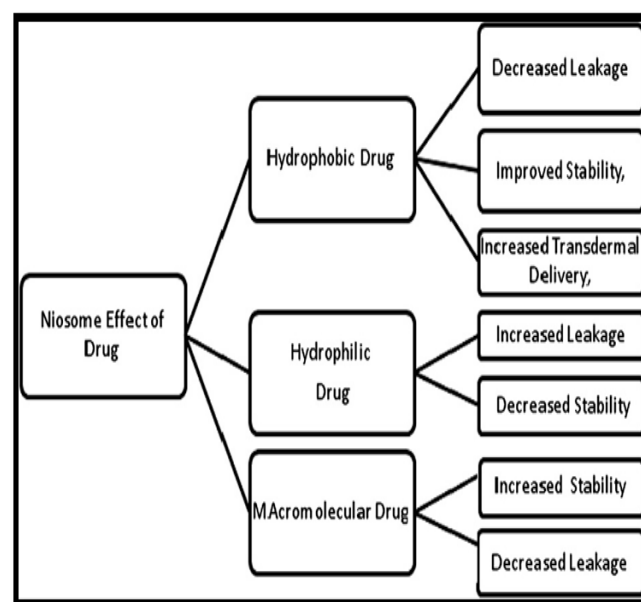 Niosome Effect of
Drug
Hydrophobic Drug
Decreased Leakage
Improved Stability,
Increased Transdermal
Delivery,
Hydrophilic
Drug
Increased Leakage
Decreased Stability
MAcromolecular Drug
Increased Stability
Decreased Leakage